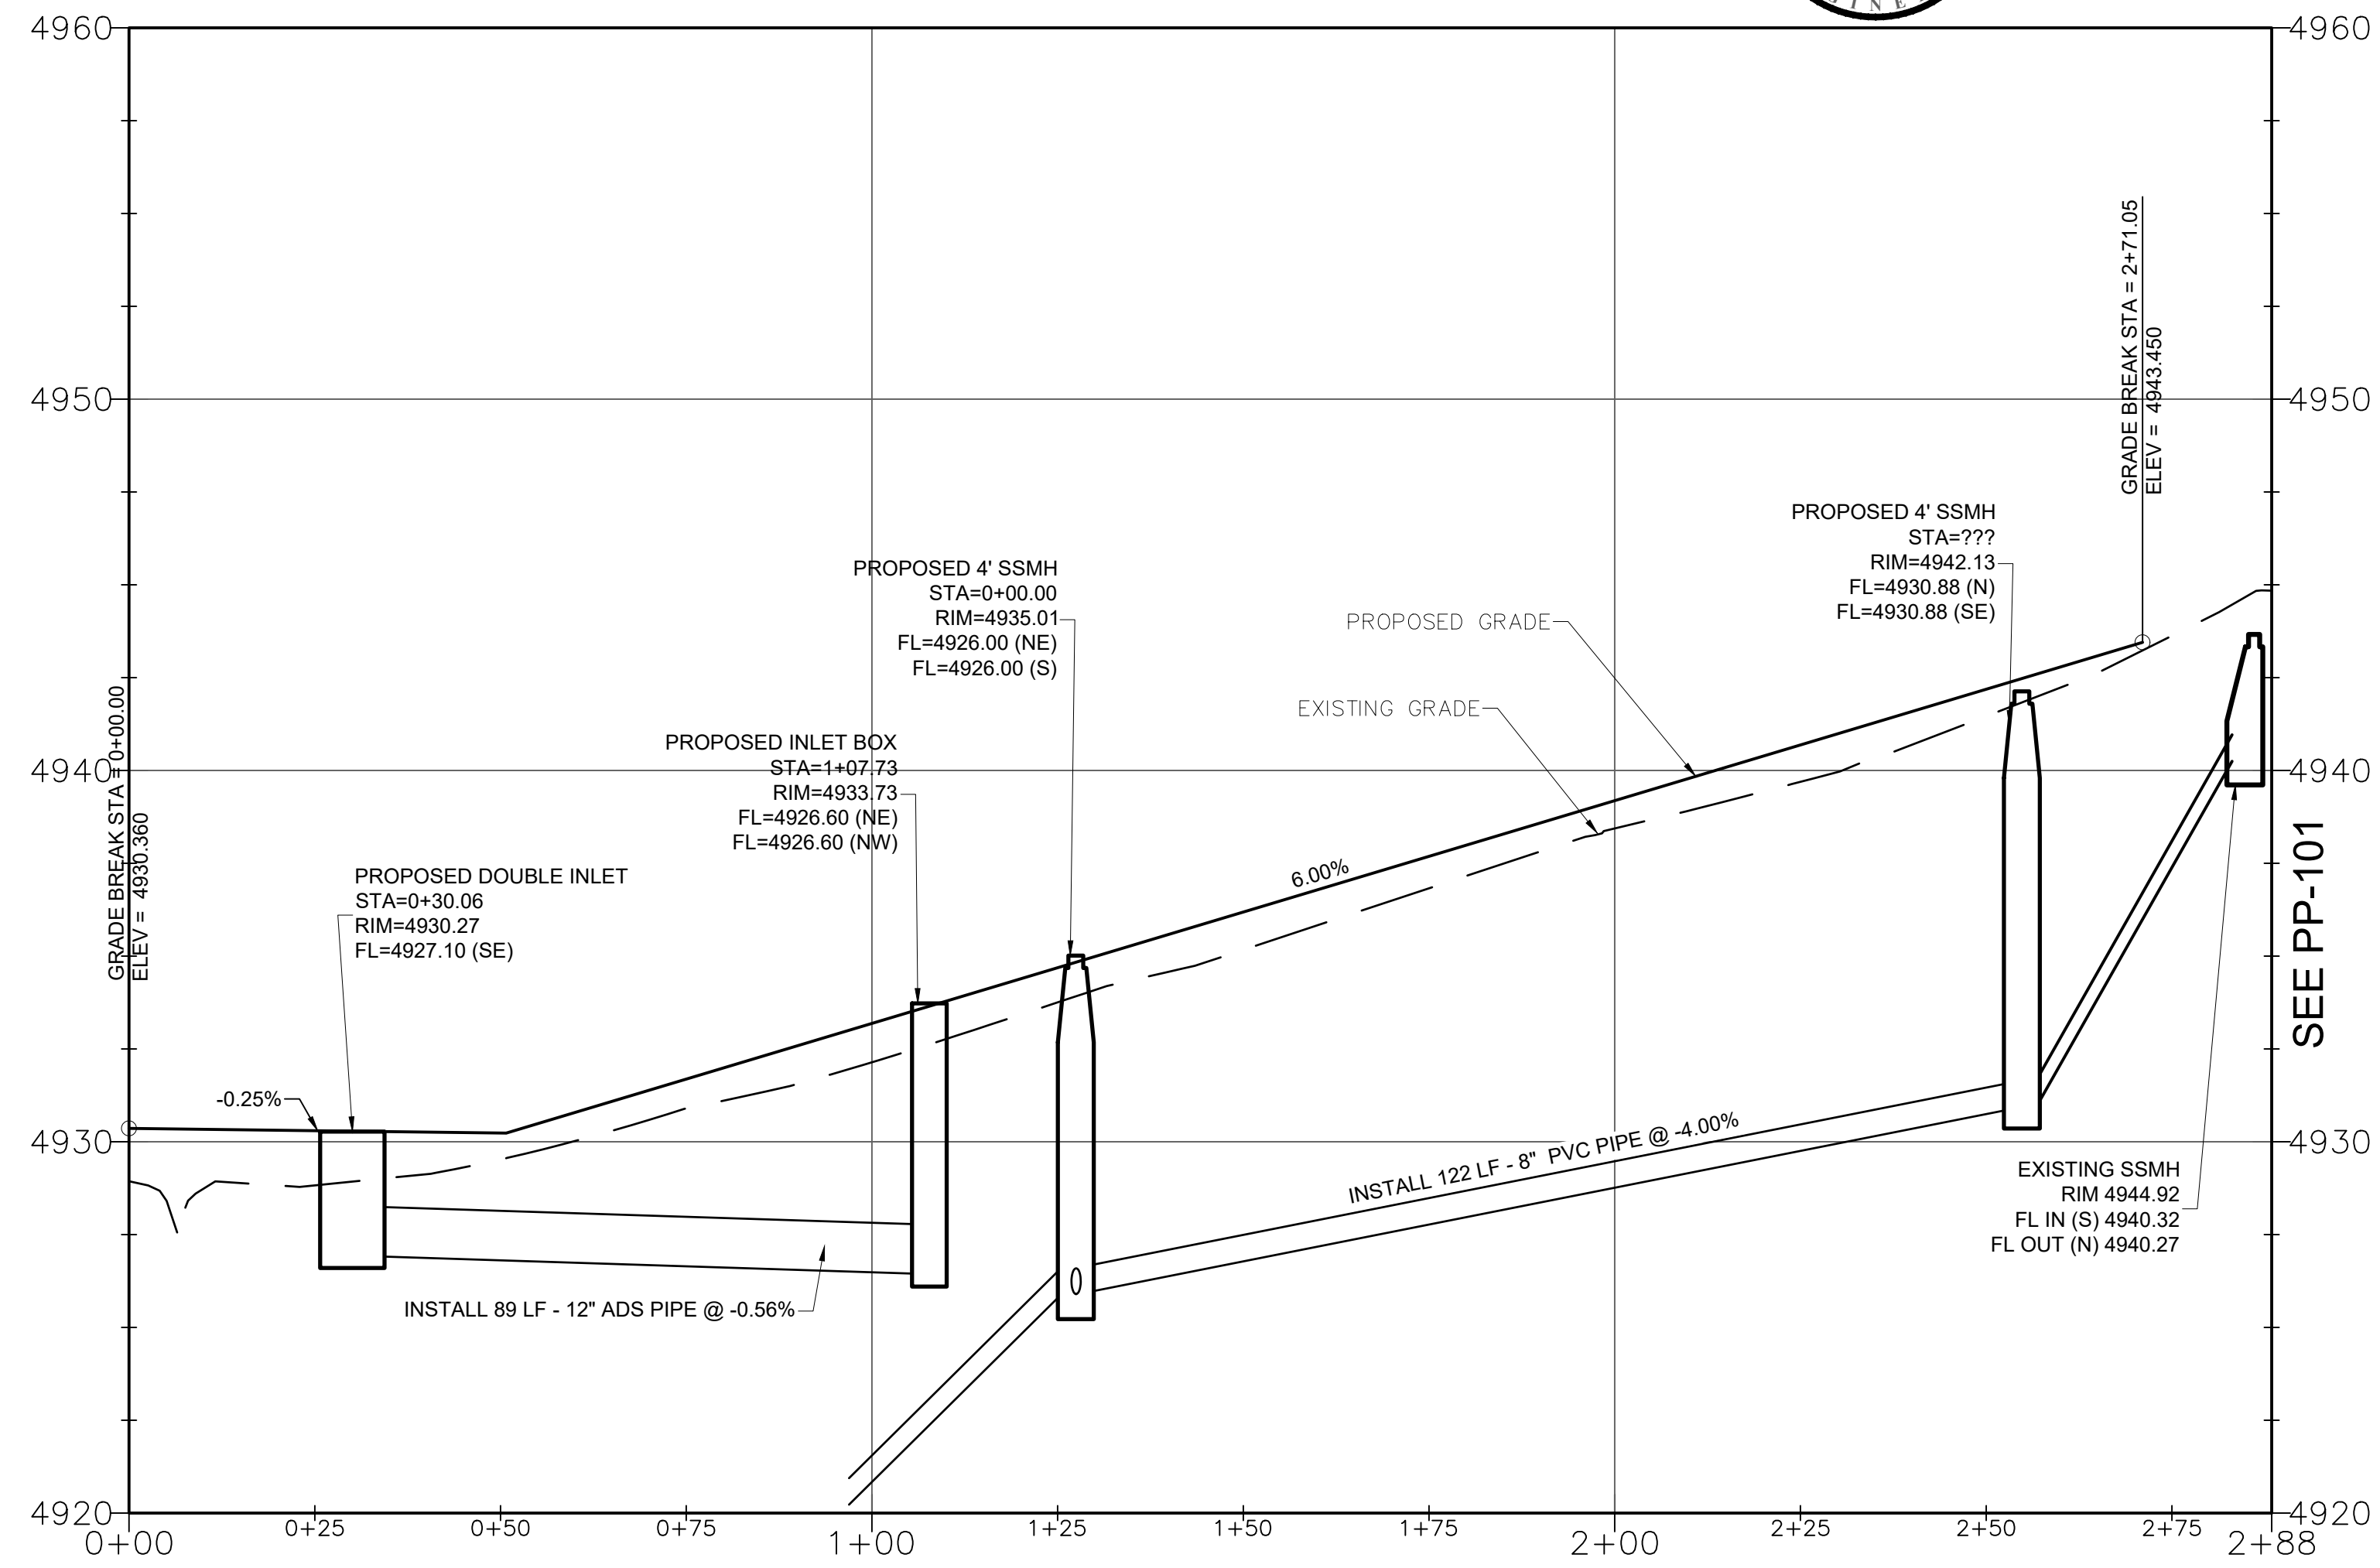 I N E
4960
4960
4950
4950
GRADE BREAK STA = 2+71.05
ELEV = 4943.450
PROPOSED 4' SSMH
STA=???
RIM=4942.13
FL=4930.88 (N)
FL=4930.88 (SE)
PROPOSED 4' SSMH
STA=0+00.00
RIM=4935.01
FL=4926.00 (NE)
FL=4926.00 (S)
PROPOSED GRADE
EXISTING GRADE
PROPOSED INLET BOX
STA=1+07.73
RIM=4933.73
FL=4926.60 (NE)
FL=4926.60 (NW)
4940
4940
GRADE BREAK STA = 0+00.00
ELEV = 4930.360
PROPOSED DOUBLE INLET
STA=0+30.06
RIM=4930.27
FL=4927.10 (SE)
6.00%
SEE PP-101
-0.25%
4930
4930
INSTALL 122 LF - 8" PVC PIPE @ -4.00%
EXISTING SSMH
RIM 4944.92
FL IN (S) 4940.32
FL OUT (N) 4940.27
INSTALL 89 LF - 12" ADS PIPE @ -0.56%
4920
4920
0+00
0+25
0+50
0+75
1+00
1+25
1+50
1+75
2+00
2+25
2+50
2+75
2+88